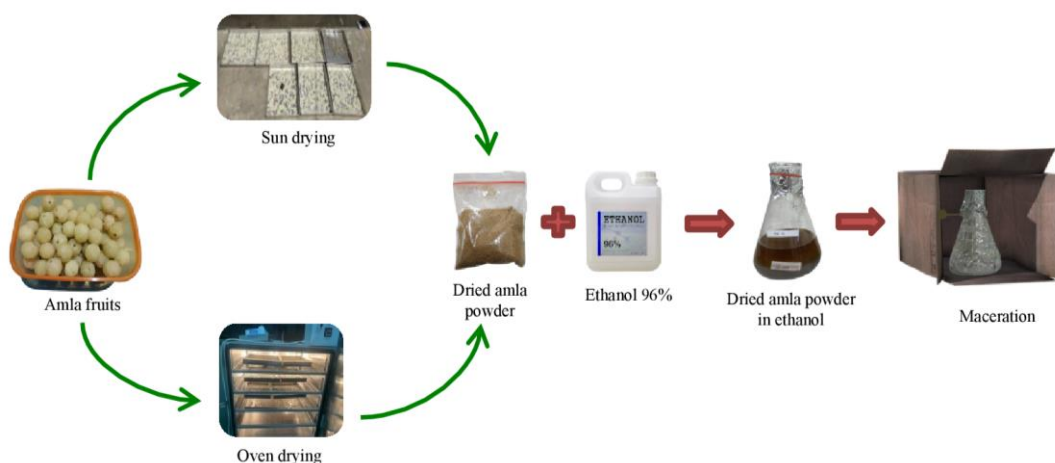 Sun drying
Amla fruits
Dried amla
powder
ETHANOL
96%
Ethanol 96%
Dried amla powder
in ethanol
Maceration
Oven drying